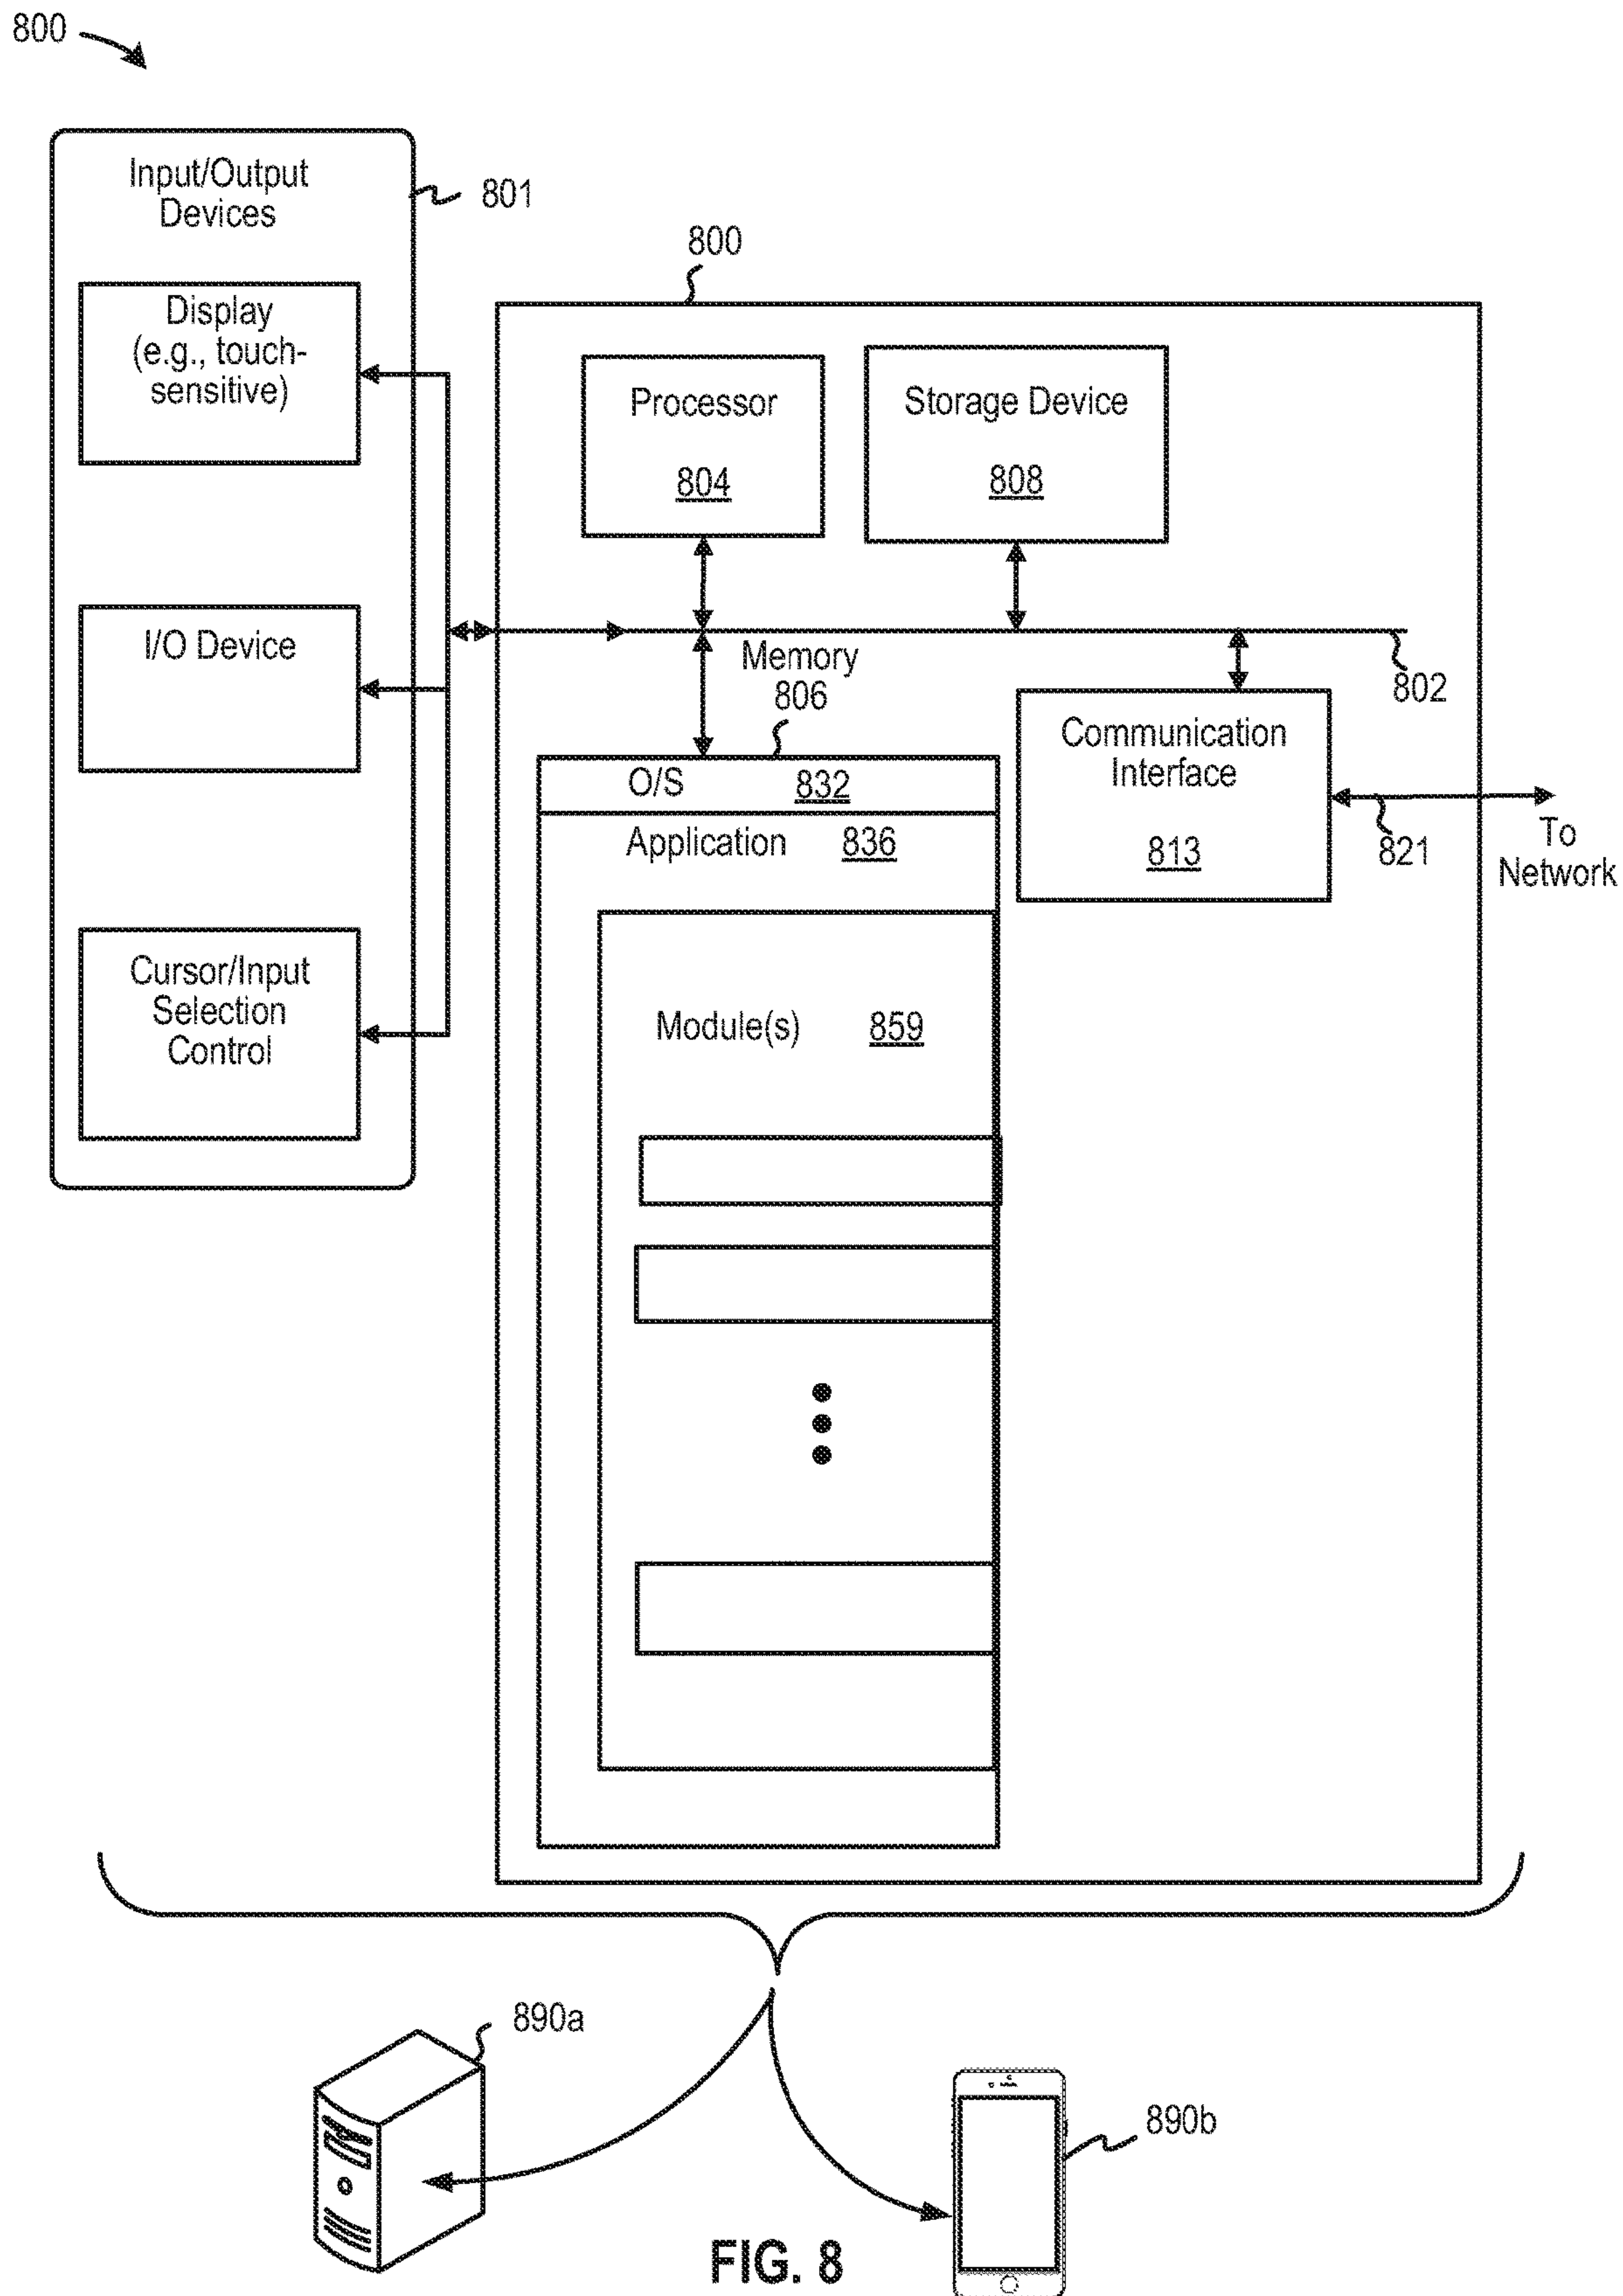 800
Input/Output
Devices
801
Display
(e.g., touch-
sensitive)
I/O Device
Cursor/Input
Selection
Control
800
Processor
804
Storage Device
808
802
Memory
806
O/S 832
Application 836
Module(s) 859
Communication
Interface
813
821
To
Network
890a
890b
FIG. 8